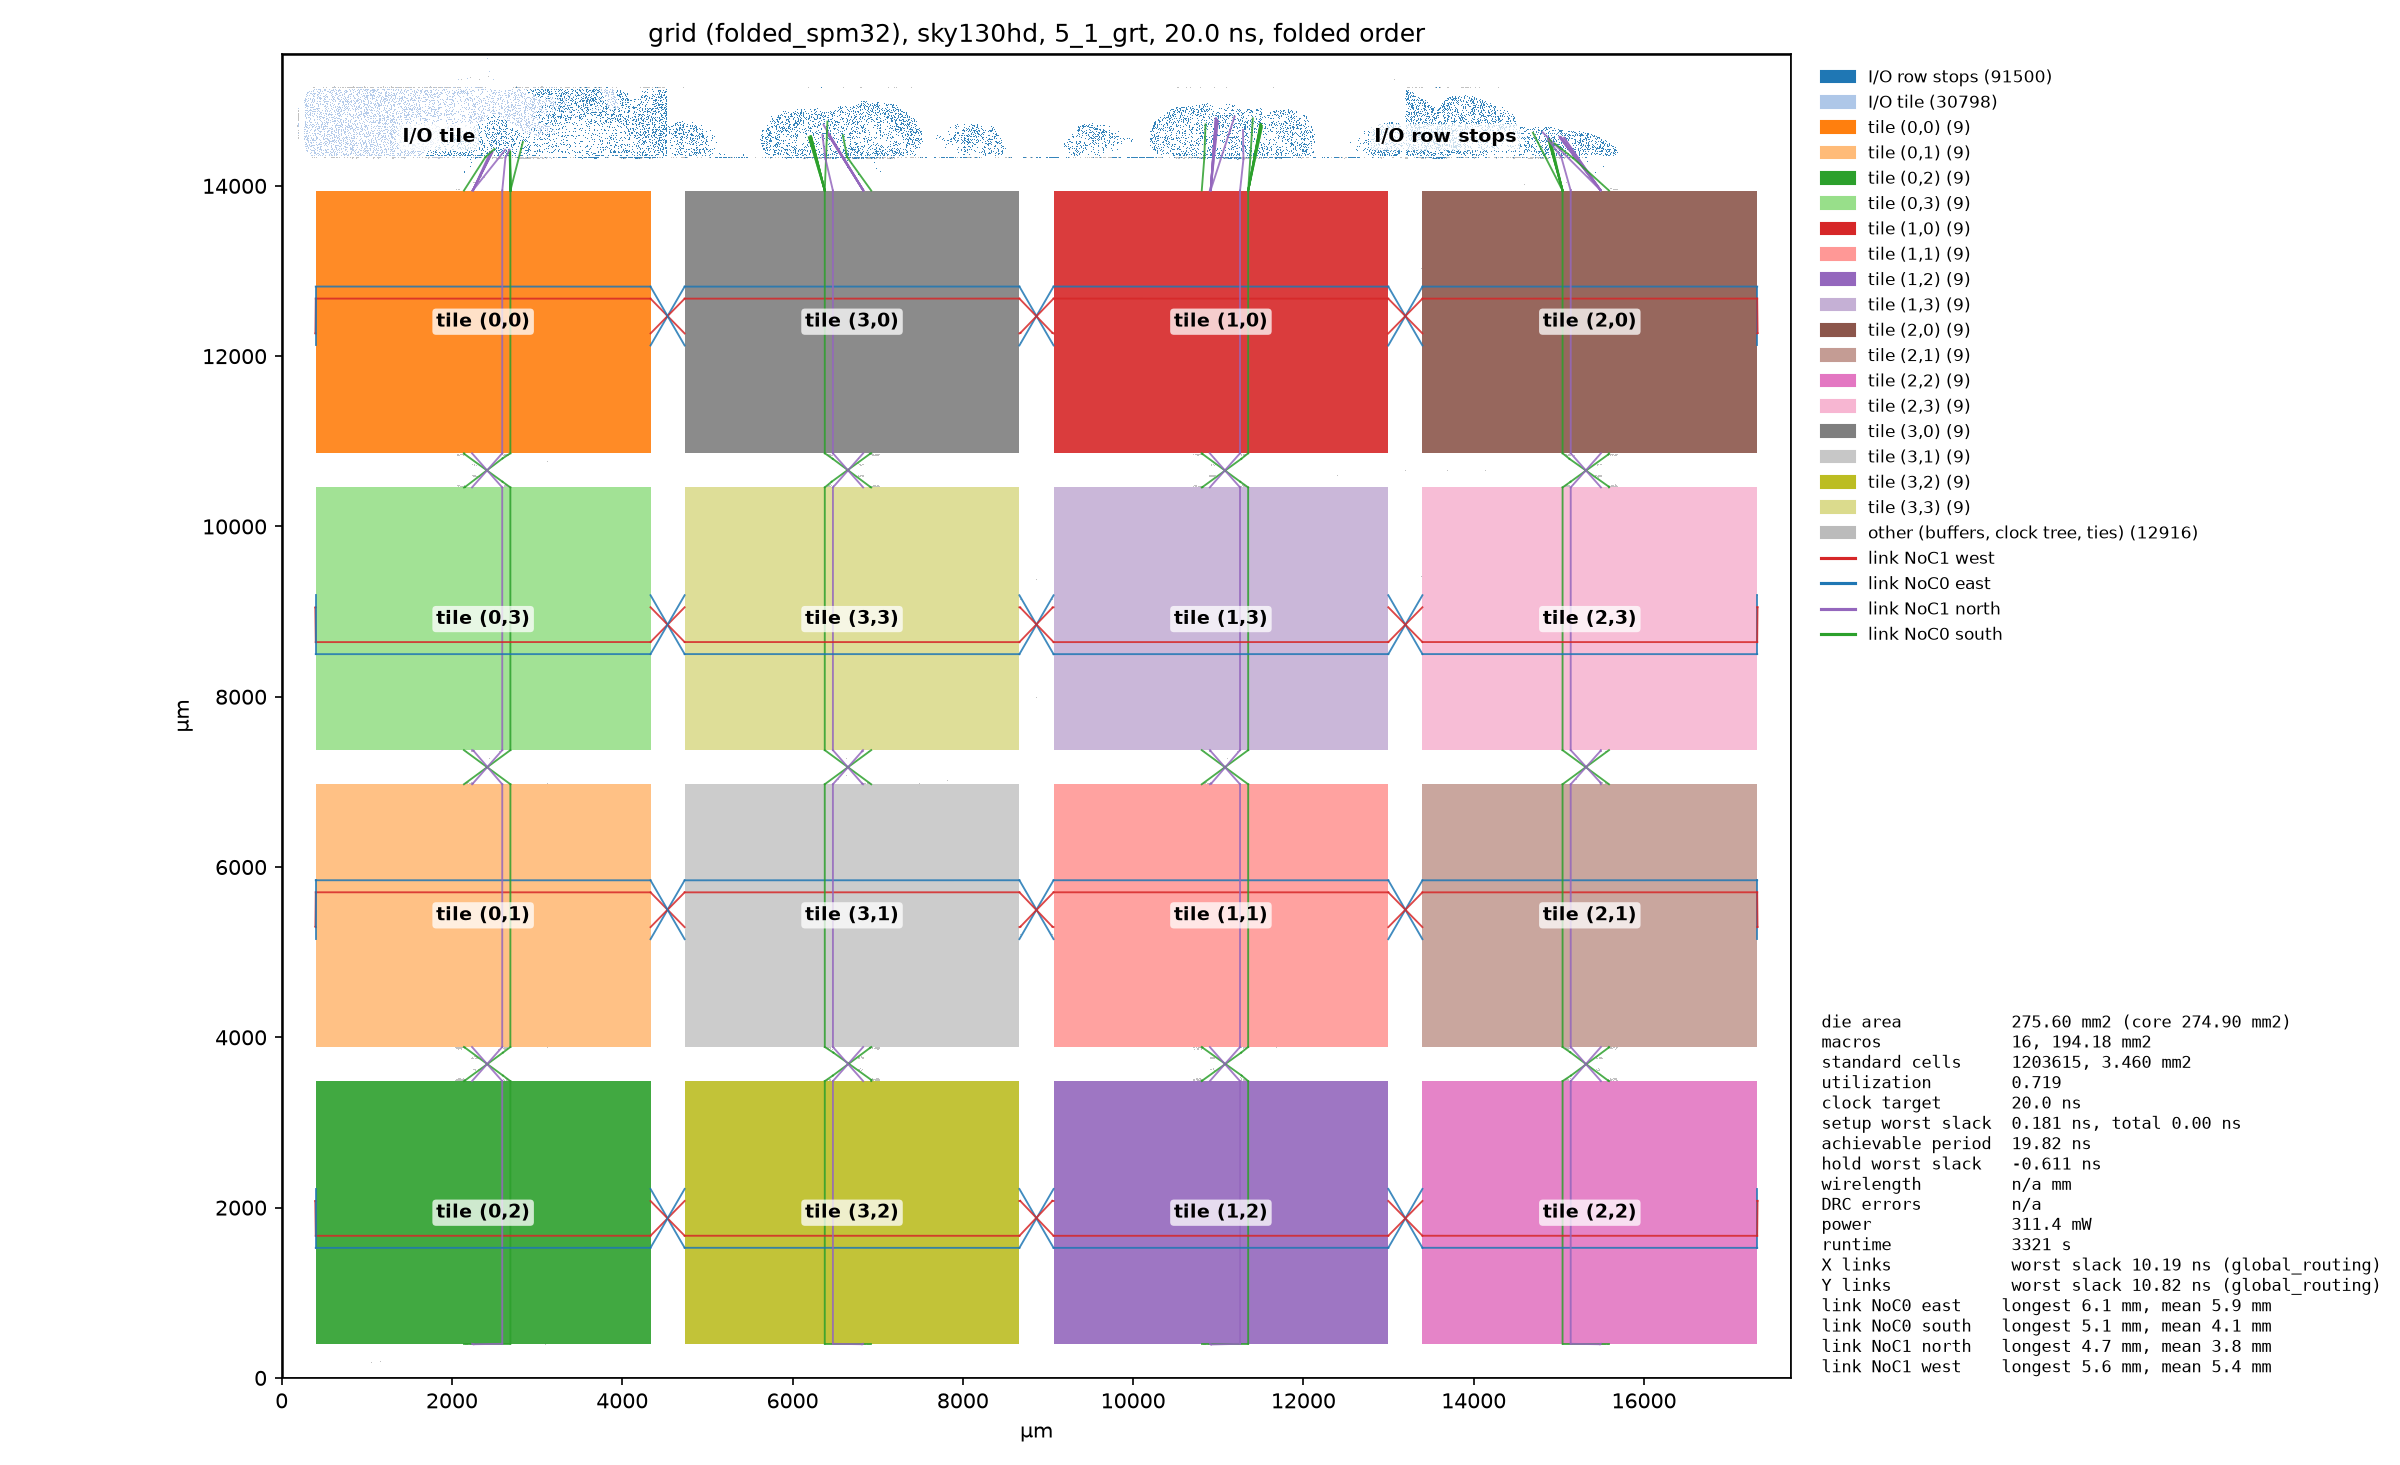 grid (folded_spm32), sky130hd, 5_1_grt, 20.0 ns, folded order
I/O tile
I/O row stops
tile (0,0)
tile (3,0)
tile (1,0)
tile (2,0)
tile (0,3)
tile (3,3)
tile (1,3)
tile (2,3)
tile (0,1)
tile (3,1)
tile (1,1)
tile (2,1)
tile (0,2)
tile (3,2)
tile (1,2)
tile (2,2)
14000
12000
10000
8000
6000
4000
2000
0
µm
0
2000
4000
6000
8000
10000
12000
14000
16000
µm
I/O row stops (91500)
I/O tile (30798)
tile (0,0) (9)
tile (0,1) (9)
tile (0,2) (9)
tile (0,3) (9)
tile (1,0) (9)
tile (1,1) (9)
tile (1,2) (9)
tile (1,3) (9)
tile (2,0) (9)
tile (2,1) (9)
tile (2,2) (9)
tile (2,3) (9)
tile (3,0) (9)
tile (3,1) (9)
tile (3,2) (9)
tile (3,3) (9)
other (buffers, clock tree, ties) (12916)
link NoC1 west
link NoC0 east
link NoC1 north
link NoC0 south
die area 275.60 mm2 (core 274.90 mm2)
macros 16, 194.18 mm2
standard cells 1203615, 3.460 mm2
utilization 0.719
clock target 20.0 ns
setup worst slack 0.181 ns, total 0.00 ns
achievable period 19.82 ns
hold worst slack -0.611 ns
wirelength n/a mm
DRC errors n/a
power 311.4 mW
runtime 3321 s
X links worst slack 10.19 ns (global_routing)
Y links worst slack 10.82 ns (global_routing)
link NoC0 east longest 6.1 mm, mean 5.9 mm
link NoC0 south longest 5.1 mm, mean 4.1 mm
link NoC1 north longest 4.7 mm, mean 3.8 mm
link NoC1 west longest 5.6 mm, mean 5.4 mm